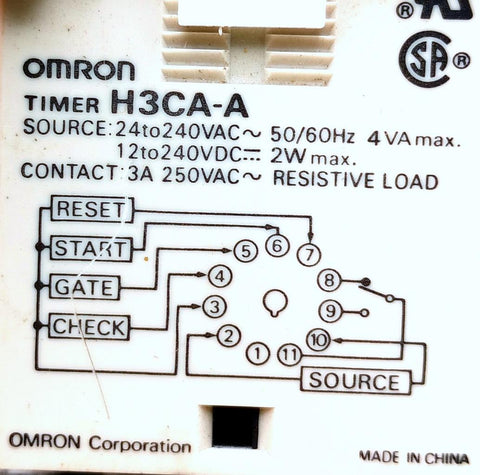 OMRON
TIMER H3CA-A
SOURCE: 24to240VAC~ 50/60Hz 4VA max.
12to240VDC⎓ 2W max.
CONTACT: 3A 250VAC~ RESISTIVE LOAD
RESET
START
GATE
CHECK
SOURCE
1
2
3
4
5
6
7
8
9
10
11
OMRON Corporation
MADE IN CHINA
SA
®
®